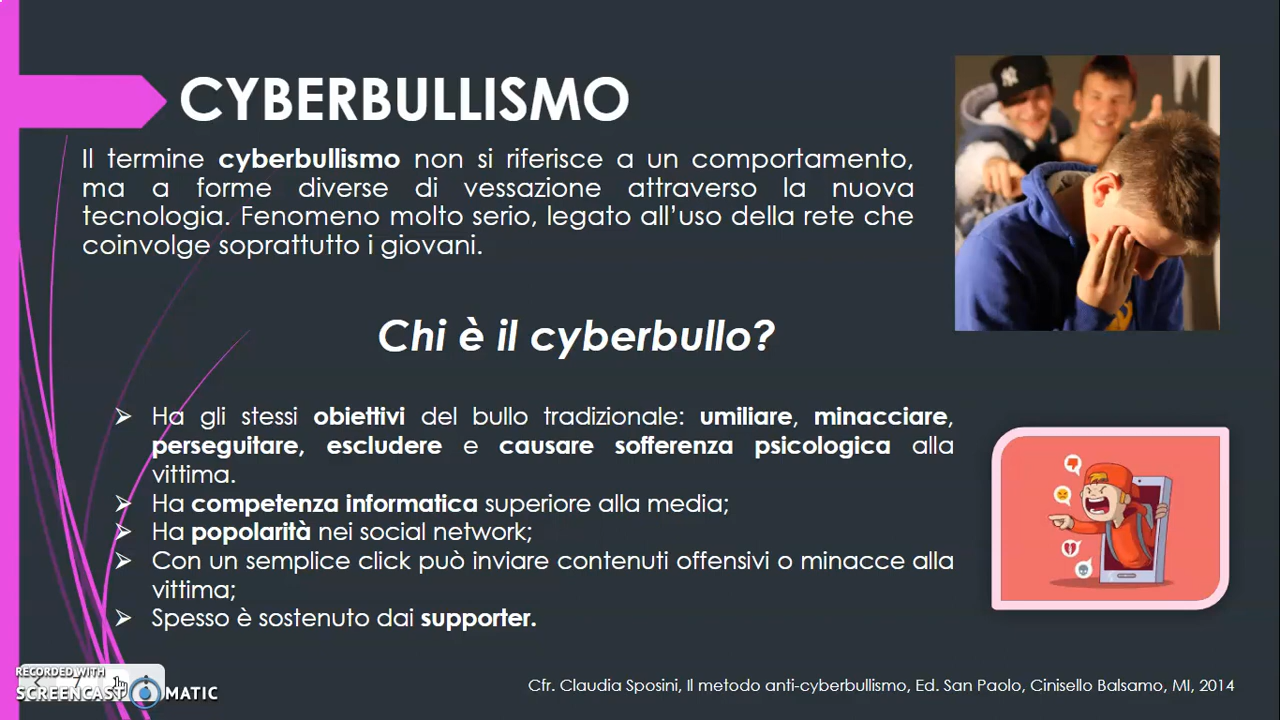 CYBERBULLISMO
Il termine cyberbullismo non si riferisce a un comportamento,
ma a forme diverse di vessazione attraverso la nuova
tecnologia. Fenomeno molto serio, legato all’uso della rete che
coinvolge soprattutto i giovani.
Chi è il cyberbullo?
Ha gli stessi obiettivi del bullo tradizionale: umiliare, minacciare,
perseguitare, escludere e causare sofferenza psicologica alla
vittima.
Ha competenza informatica superiore alla media;
Ha popolarità nei social network;
Con un semplice click può inviare contenuti offensivi o minacce alla
vittima;
Spesso è sostenuto dai supporter.
RECORDED WITH
SCREENCAST MATIC
Cfr. Claudia Sposini, Il metodo anti-cyberbullismo, Ed. San Paolo, Cinisello Balsamo, MI, 2014